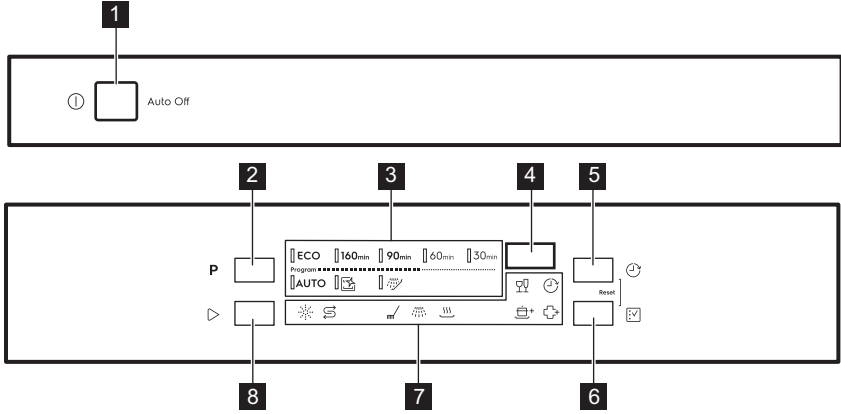 1
Auto Off
2 3 4 5
ECO 160min 90min 60min 30min
P
Program
AUTO
Reset
8 7 6